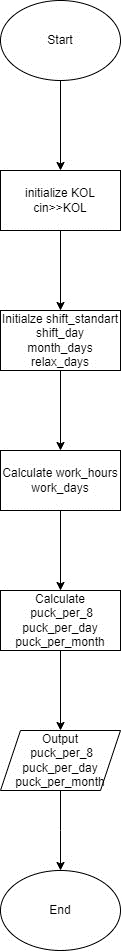 Start
initialize KOL
cin>>KOL
Initialze shift_standart
shift_day
month_days
relax_days
Calculate work_hours
work_days
Calculate
puck_per_8
puck_per_day
puck_per_month
Output
puck_per_8
puck_per_day
puck_per_month
End